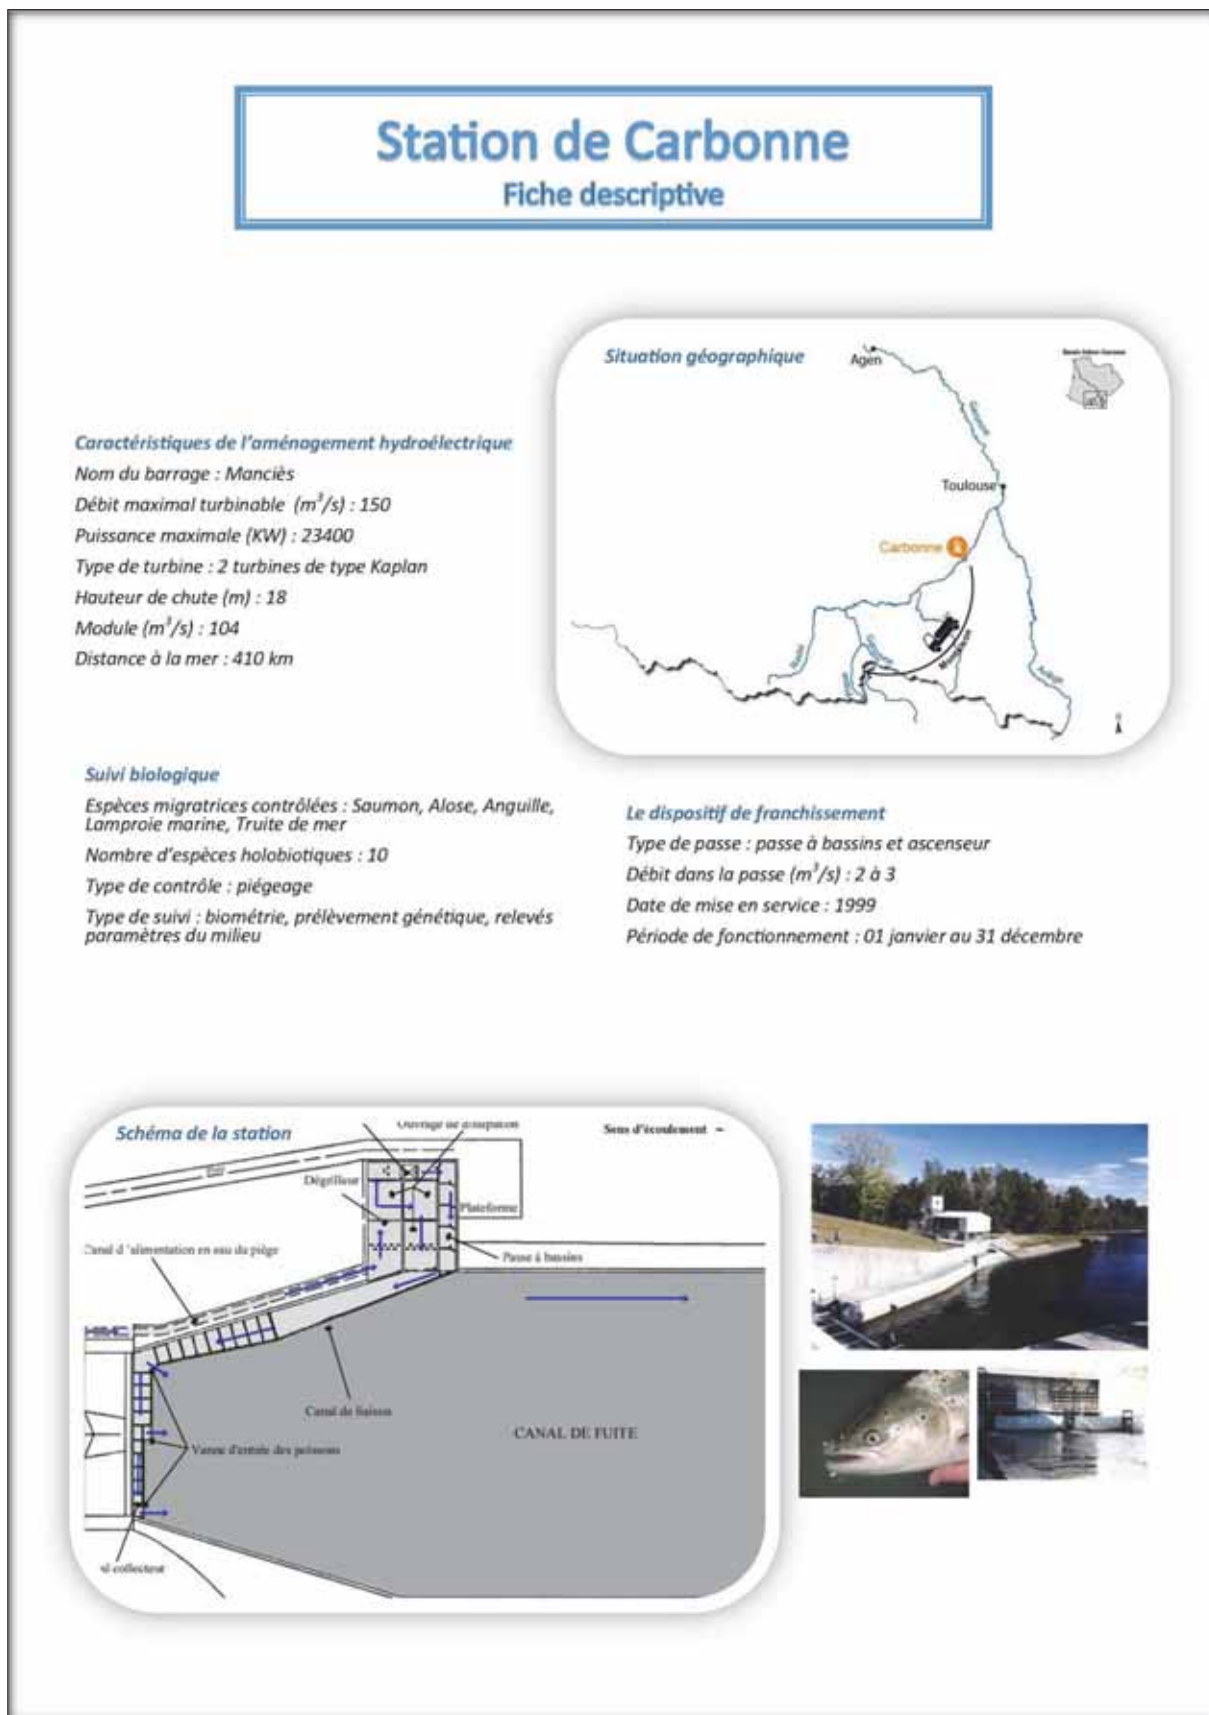 Station de Carbonne
Fiche descriptive
Situation géographique
Agen
Garonne
Toulouse
Carbonne
Ariège
Caractéristiques de l'aménagement hydroélectrique
Nom du barrage : Manciès
Débit maximal turbinable (m³/s) : 150
Puissance maximale (KW) : 23400
Type de turbine : 2 turbines de type Kaplan
Hauteur de chute (m) : 18
Module (m³/s) : 104
Distance à la mer : 410 km
Suivi biologique
Espèces migratrices contrôlées : Saumon, Alose, Anguille,
Lamproie marine, Truite de mer
Nombre d'espèces holobiotiques : 10
Type de contrôle : piégeage
Type de suivi : biométrie, prélèvement génétique, relevés
paramètres du milieu
Le dispositif de franchissement
Type de passe : passe à bassins et ascenseur
Débit dans la passe (m³/s) : 2 à 3
Date de mise en service : 1999
Période de fonctionnement : 01 janvier au 31 décembre
Schéma de la station
Ouvrage de dissipation
Sens d'écoulement
Dégrilleur
Plateforme
Canal d'alimentation en eau du piège
Passe à bassins
Canal de liaison
CANAL DE FUITE
Vanne d'entrée des poissons
collecteur